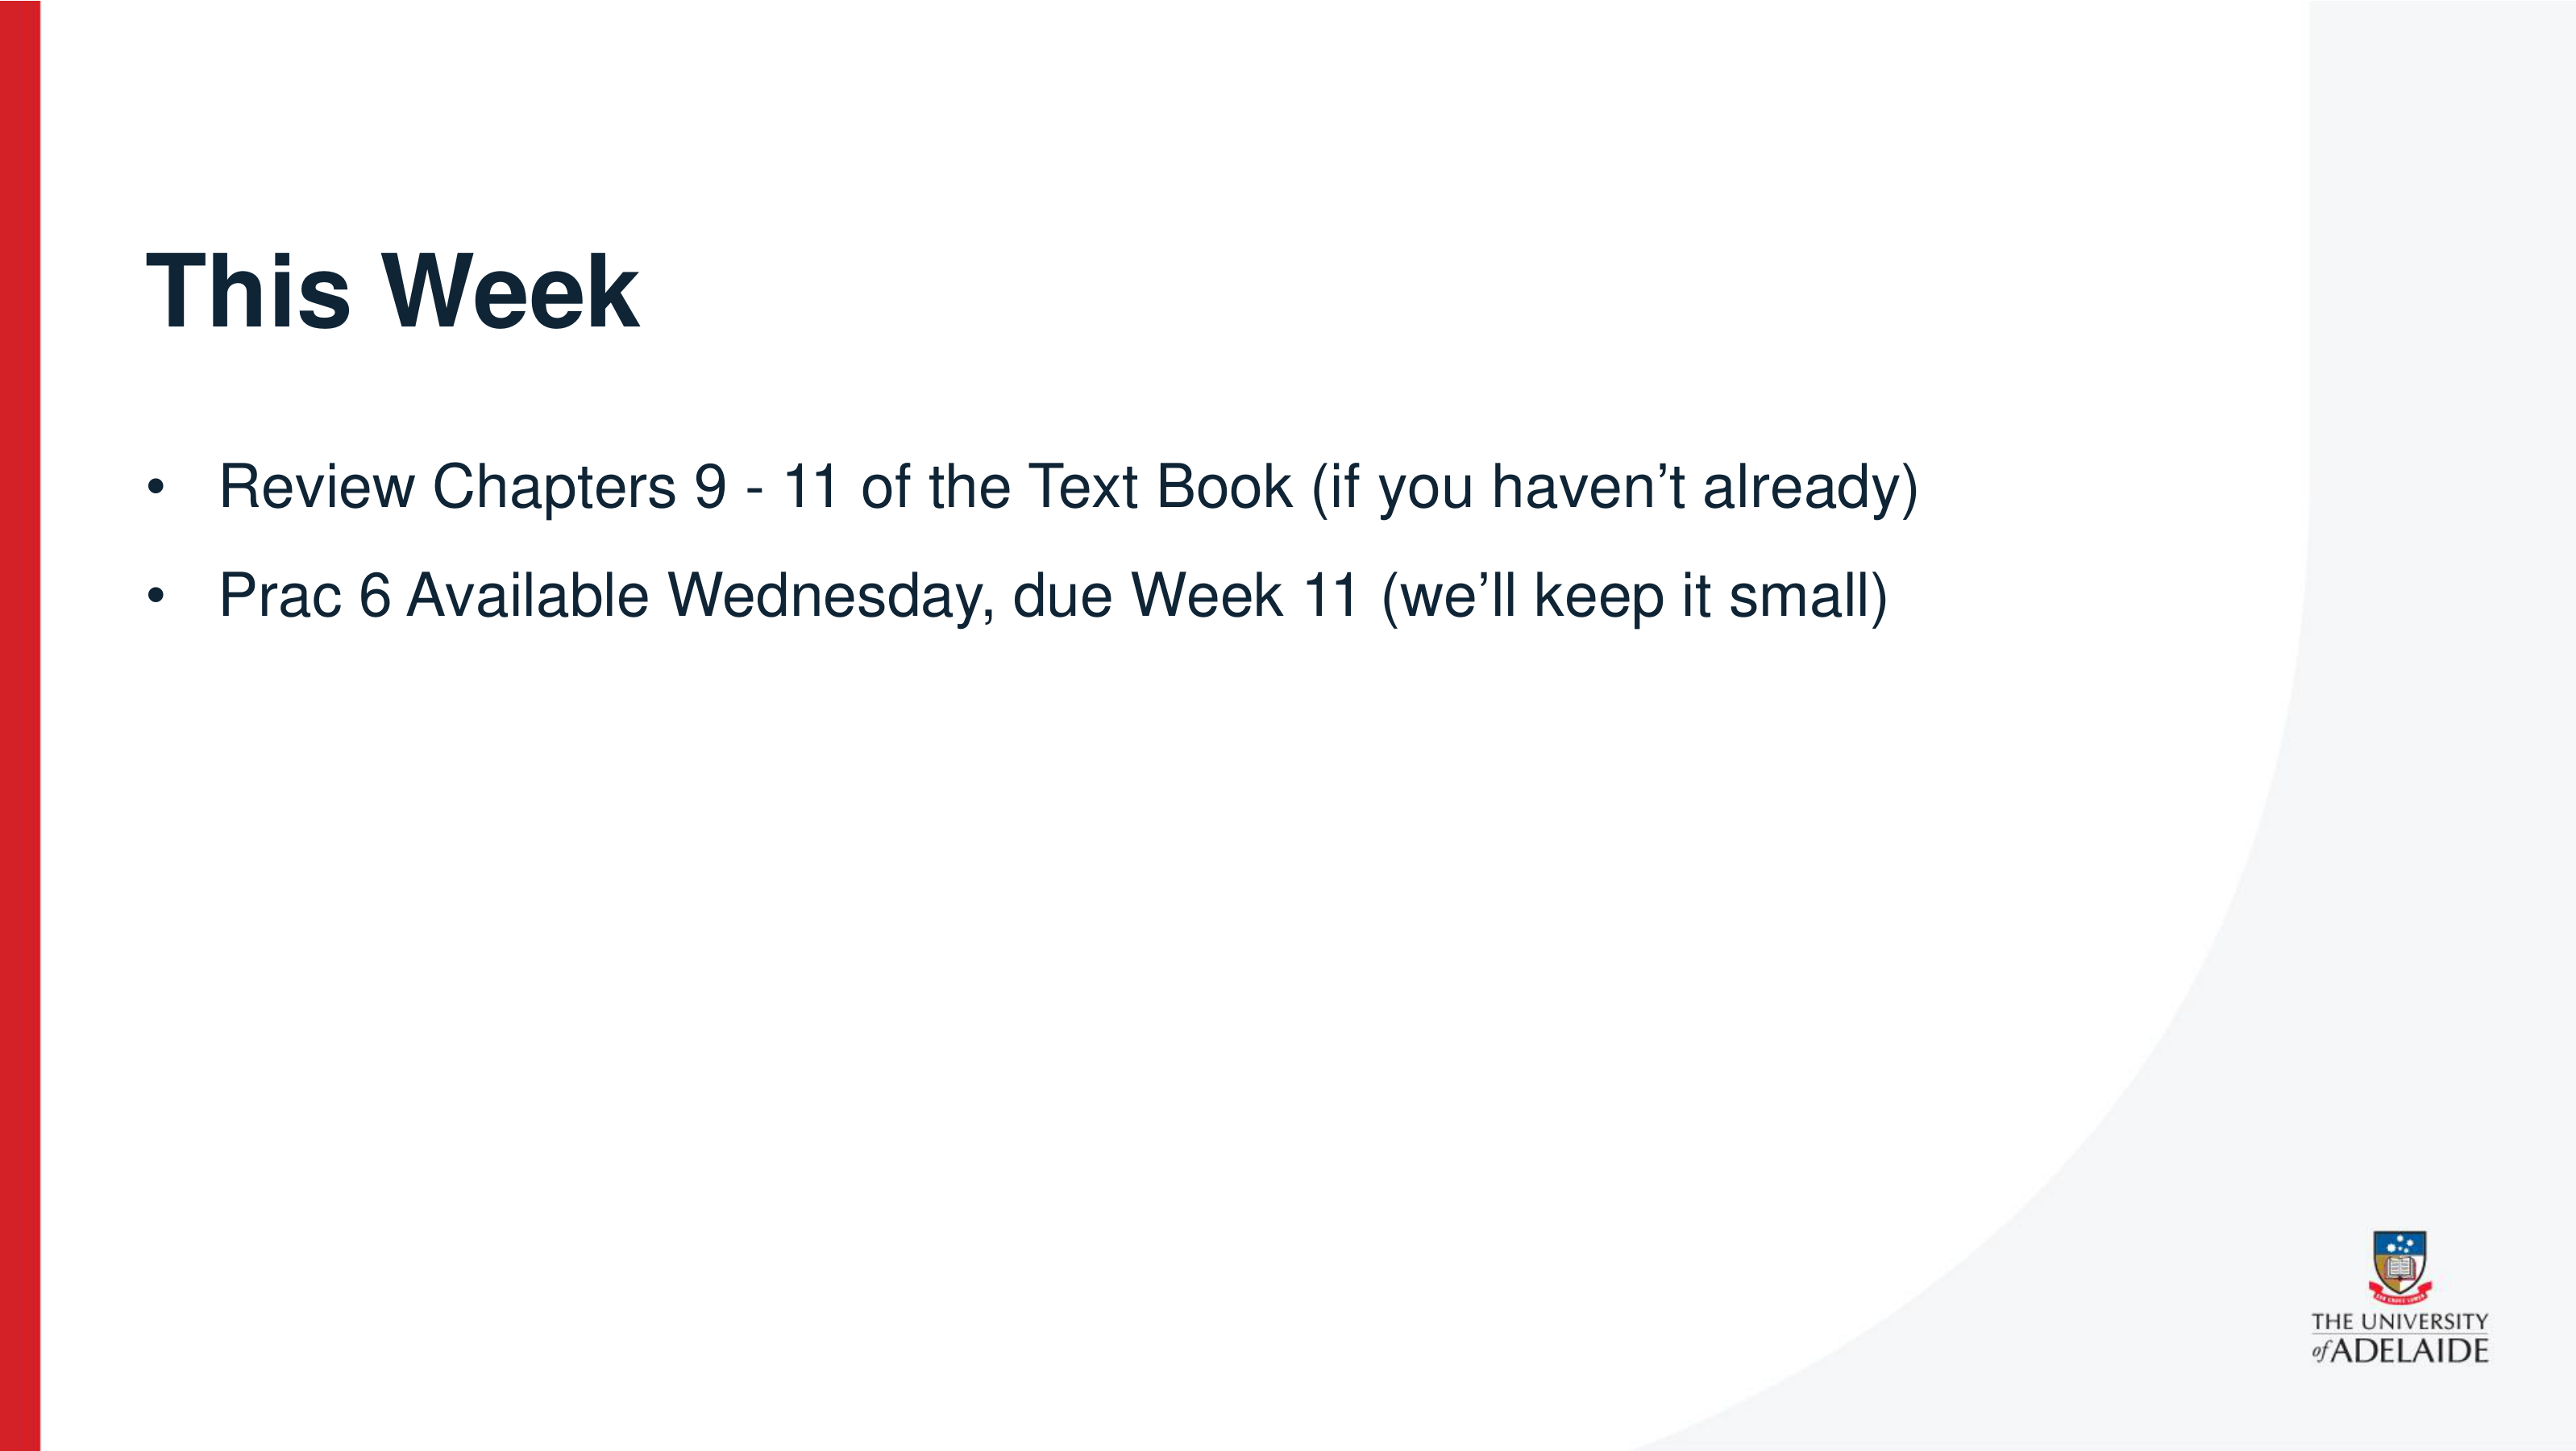 This Week
• Review Chapters 9 - 11 of the Text Book (if you haven’t already)
• Prac 6 Available Wednesday, due Week 11 (we’ll keep it small)
THE UNIVERSITY
of ADELAIDE